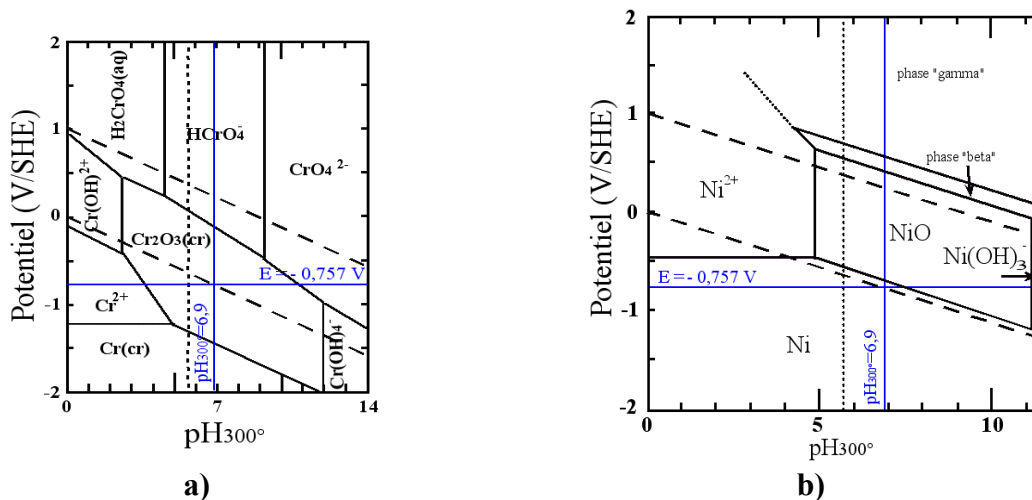 2
1
0
-1
-2
Potentiel (V/SHE)
H2CrO4(aq)
HCrO4-
CrO4 2-
Cr(OH)2+
Cr2O3(cr)
E = - 0,757 V
Cr2+
Cr(cr)
pH300°=6,9
Cr(OH)4-
0
7
14
pH300°
a)
2
1
0
-1
-2
Potentiel (V/SHE)
phase "gamma"
phase "beta"
Ni2+
NiO
Ni(OH)3-
E = - 0,757 V
Ni
pH300°=6,9
0
5
10
pH300°
b)